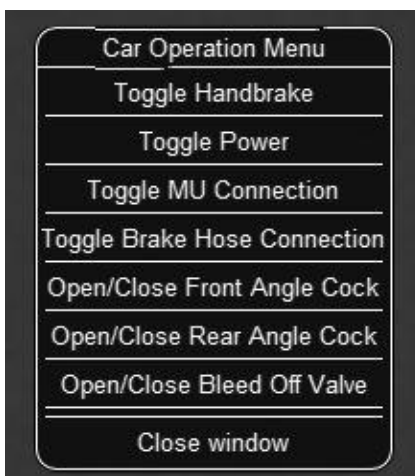 Car Operation Menu
Toggle Handbrake
Toggle Power
Toggle MU Connection
Toggle Brake Hose Connection
Open/Close Front Angle Cock
Open/Close Rear Angle Cock
Open/Close Bleed Off Valve
Close window